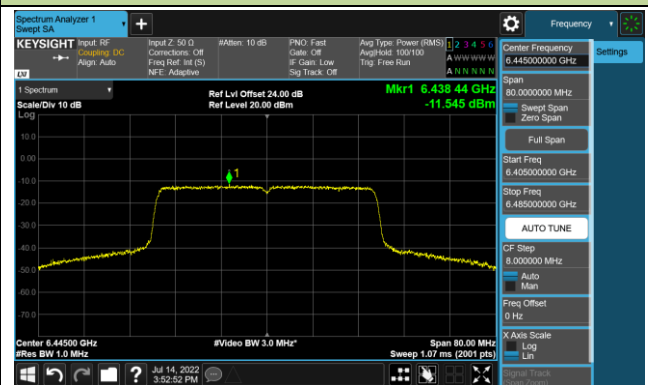 Spectrum Analyzer 1
Swept SA
Frequency
KEYSIGHT
Input: RF
Coupling: DC
Align: Auto
Input Z: 50 Ω
Corrections: Off
Freq Ref: Int (S)
NFE: Adaptive
#Atten: 10 dB
PNO: Fast
Gate: Off
IF Gain: Low
Sig Track: Off
Avg Type: Power (RMS)
Avg|Hold: 100/100
Trig: Free Run
1 2 3 4 5 6
A W W W W W
A N N N N N
LXI
1 Spectrum
Scale/Div 10 dB
Log
Ref Lvl Offset 24.00 dB
Ref Level 20.00 dBm
Mkr1 6.438 44 GHz
-11.545 dBm
10.0
0.00
-10.0
-20.0
-30.0
-40.0
-50.0
-60.0
-70.0
1
Center 6.44500 GHz
#Res BW 1.0 MHz
#Video BW 3.0 MHz*
Span 80.00 MHz
Sweep 1.07 ms (2001 pts)
Jul 14, 2022
3:52:52 PM
Center Frequency
6.445000000 GHz
Settings
Span
80.0000000 MHz
Swept Span
Zero Span
Full Span
Start Freq
6.405000000 GHz
Stop Freq
6.485000000 GHz
AUTO TUNE
CF Step
8.000000 MHz
Auto
Man
Freq Offset
0 Hz
X Axis Scale
Log
Lin
Signal Track
(Span Zoom)